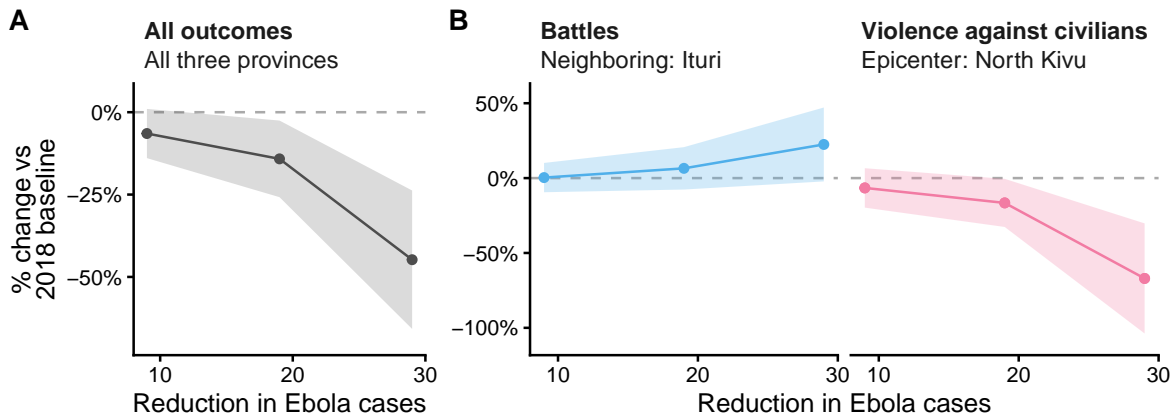 A
All outcomes
All three provinces
% change vs
2018 baseline
0%
−25%
−50%
10
20
30
Reduction in Ebola cases
B
Battles
Neighboring: Ituri
Violence against civilians
Epicenter: North Kivu
50%
0%
−50%
−100%
10
20
30
10
20
30
Reduction in Ebola cases